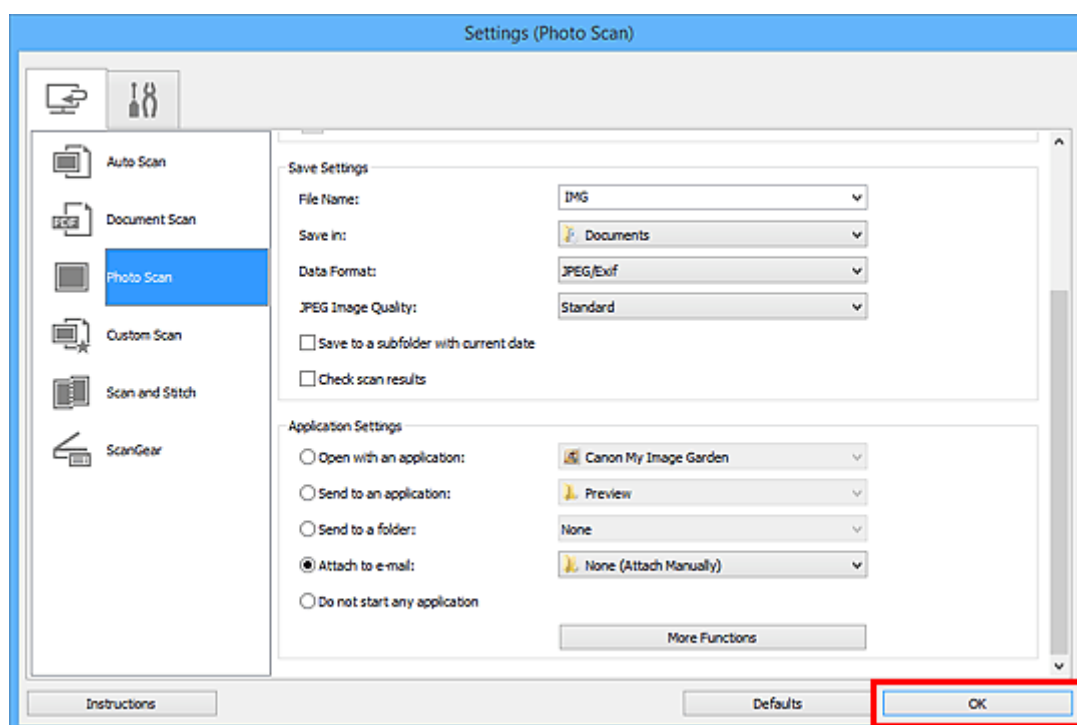 Settings (Photo Scan)
Auto Scan
Document Scan
Photo Scan
Custom Scan
Scan and Stitch
ScanGear
Save Settings
File Name: IMG
Save in: Documents
Data Format: JPEG/Exif
JPEG Image Quality: Standard
Save to a subfolder with current date
Check scan results
Application Settings
Open with an application: Canon My Image Garden
Send to an application: Preview
Send to a folder: None
Attach to e-mail: None (Attach Manually)
Do not start any application
More Functions
Instructions Defaults OK